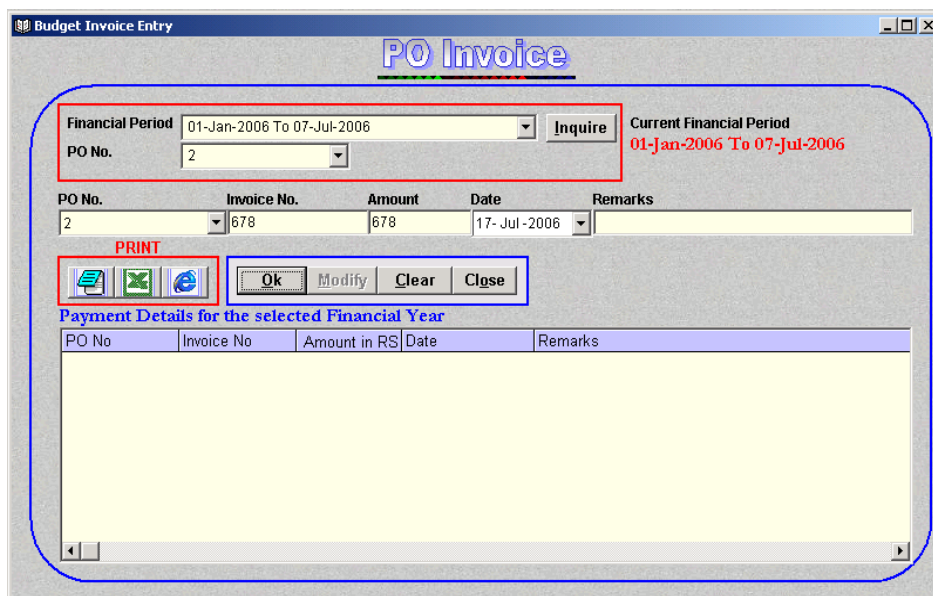 Budget Invoice Entry
PO Invoice
Financial Period 01-Jan-2006 To 07-Jul-2006 Inquire Current Financial Period
PO No. 2 01-Jan-2006 To 07-Jul-2006
PO No. Invoice No. Amount Date Remarks
2 678 678 17- Jul -2006
PRINT
Ok Modify Clear Close
Payment Details for the selected Financial Year
PO No Invoice No Amount in RS Date Remarks